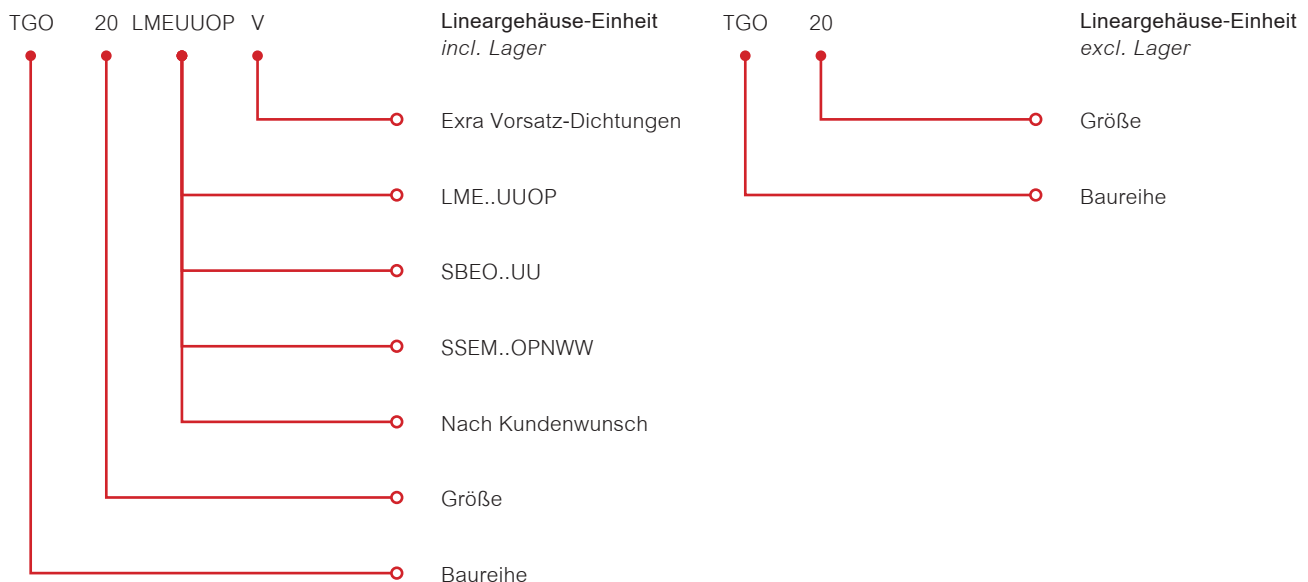 TGO 20 LMEUUOP V
Lineargehäuse-Einheit
incl. Lager
Exra Vorsatz-Dichtungen
LME..UUOP
SBEO..UU
SSEM..OPNWW
Nach Kundenwunsch
Größe
Baureihe
TGO 20
Lineargehäuse-Einheit
excl. Lager
Größe
Baureihe